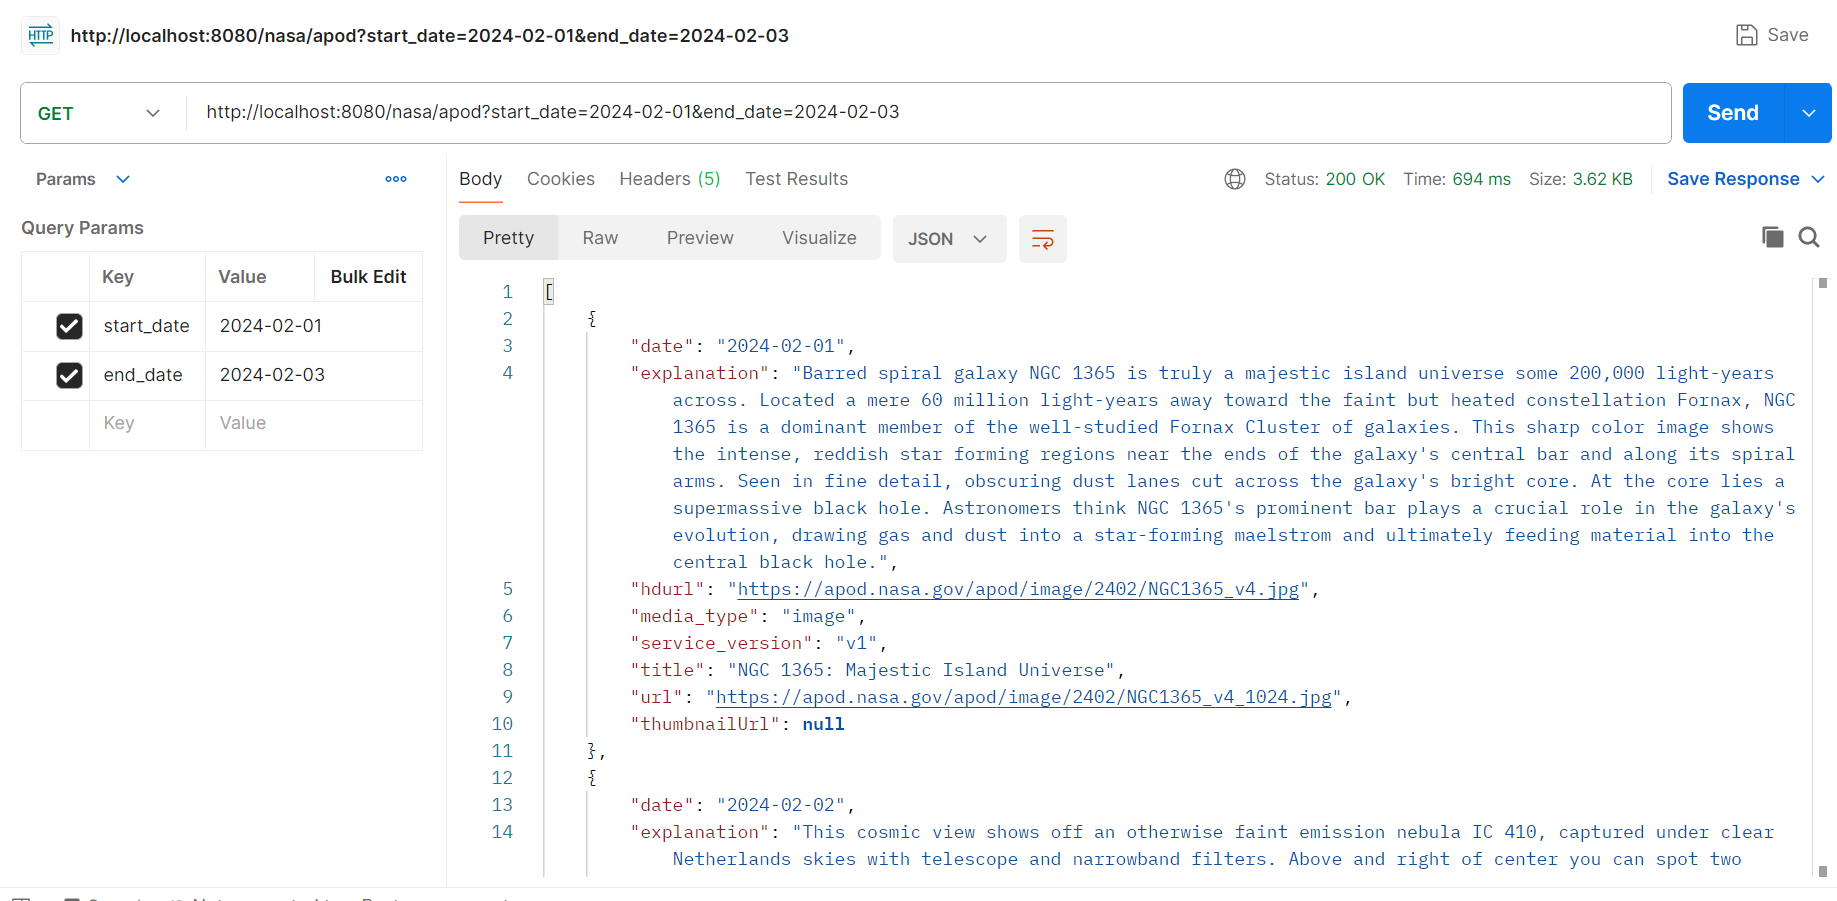 HTTP http://localhost:8080/nasa/apod?start_date=2024-02-01&end_date=2024-02-03 Save
GET http://localhost:8080/nasa/apod?start_date=2024-02-01&end_date=2024-02-03 Send
Params
Query Params
Key Value Bulk Edit
start_date 2024-02-01
end_date 2024-02-03
Key Value
Body Cookies Headers (5) Test Results Status: 200 OK Time: 694 ms Size: 3.62 KB Save Response
Pretty Raw Preview Visualize JSON
1 [
2 {
3 "date": "2024-02-01",
4 "explanation": "Barred spiral galaxy NGC 1365 is truly a majestic island universe some 200,000 light-years
across. Located a mere 60 million light-years away toward the faint but heated constellation Fornax, NGC
1365 is a dominant member of the well-studied Fornax Cluster of galaxies. This sharp color image shows
the intense, reddish star forming regions near the ends of the galaxy's central bar and along its spiral
arms. Seen in fine detail, obscuring dust lanes cut across the galaxy's bright core. At the core lies a
supermassive black hole. Astronomers think NGC 1365's prominent bar plays a crucial role in the galaxy's
evolution, drawing gas and dust into a star-forming maelstrom and ultimately feeding material into the
central black hole.",
5 "hdurl": "https://apod.nasa.gov/apod/image/2402/NGC1365_v4.jpg",
6 "media_type": "image",
7 "service_version": "v1",
8 "title": "NGC 1365: Majestic Island Universe",
9 "url": "https://apod.nasa.gov/apod/image/2402/NGC1365_v4_1024.jpg",
10 "thumbnailUrl": null
11 },
12 {
13 "date": "2024-02-02",
14 "explanation": "This cosmic view shows off an otherwise faint emission nebula IC 410, captured under clear
Netherlands skies with telescope and narrowband filters. Above and right of center you can spot two